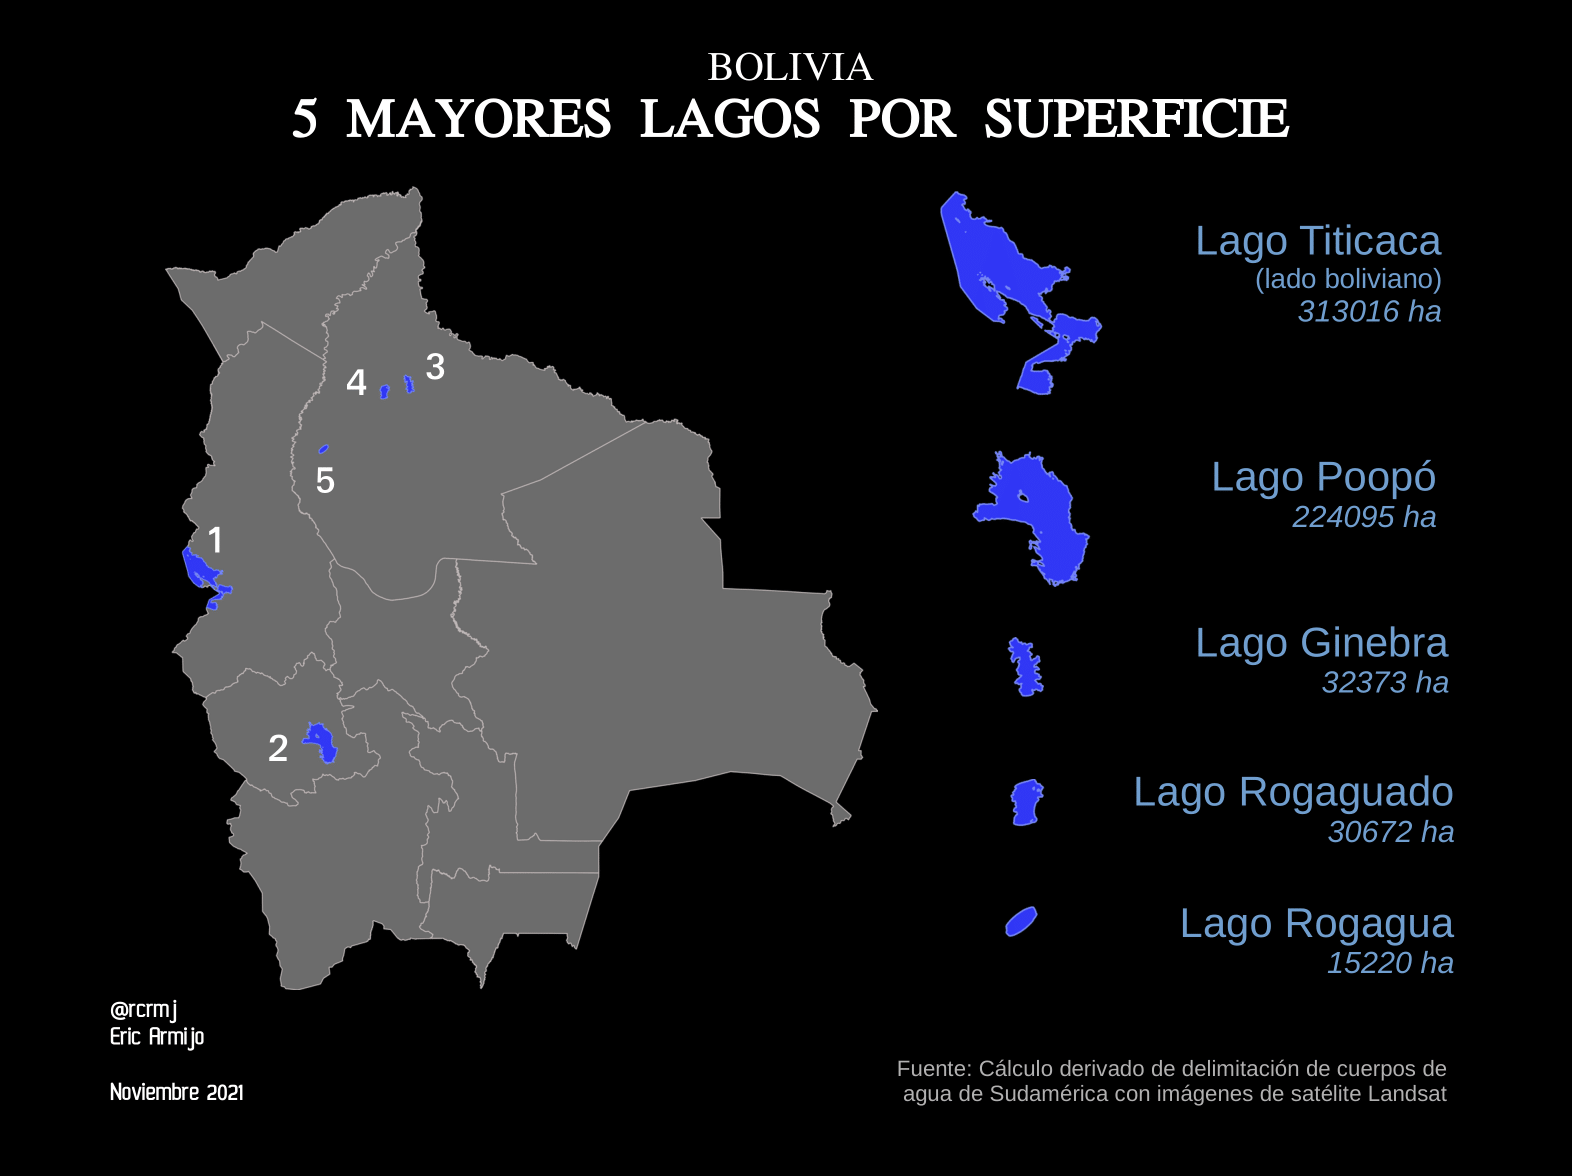 BOLIVIA
5 MAYORES LAGOS POR SUPERFICIE
Lago Titicaca
(lado boliviano)
313016 ha
Lago Poopó
224095 ha
Lago Ginebra
32373 ha
Lago Rogaguado
30672 ha
Lago Rogagua
15220 ha
3
4
5
1
2
@rcrmj
Eric Armijo
Noviembre 2021
Fuente: Cálculo derivado de delimitación de cuerpos de
agua de Sudamérica con imágenes de satélite Landsat